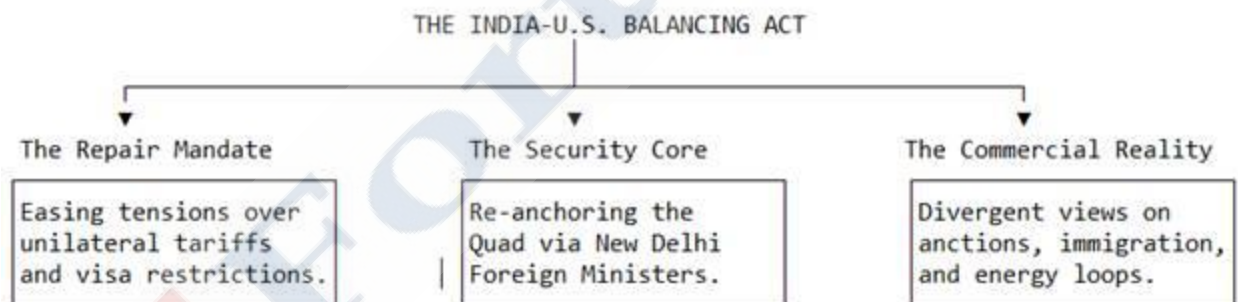 THE INDIA-U.S. BALANCING ACT
The Repair Mandate
Easing tensions over
unilateral tariffs
and visa restrictions.
The Security Core
Re-anchoring the
Quad via New Delhi
Foreign Ministers.
The Commercial Reality
Divergent views on
anctions, immigration,
and energy loops.